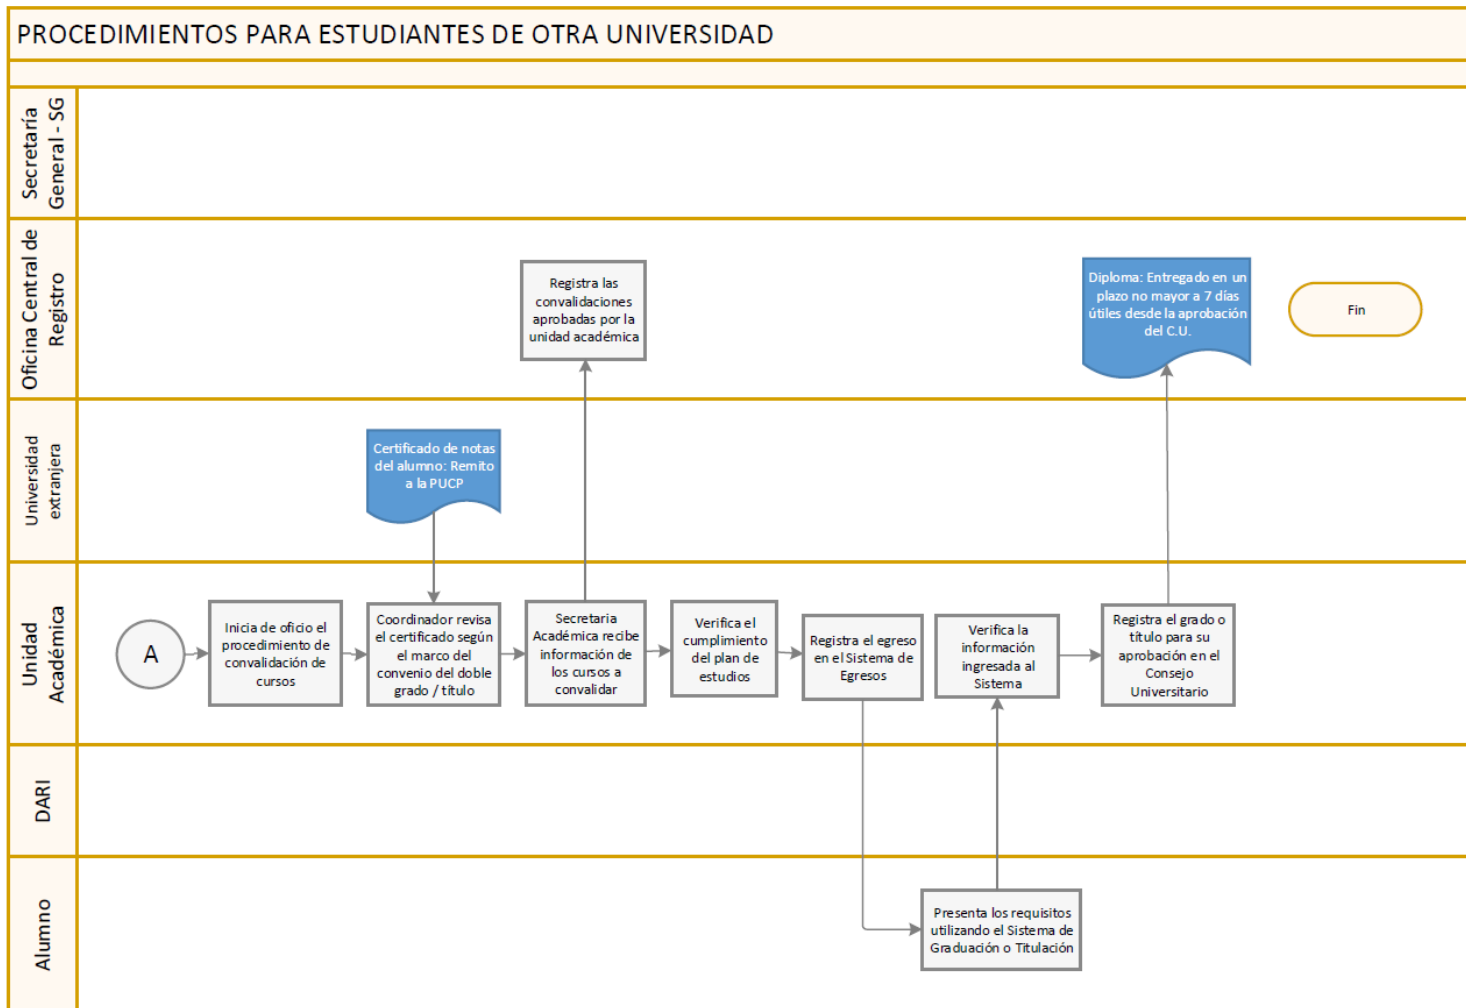 PROCEDIMIENTOS PARA ESTUDIANTES DE OTRA UNIVERSIDAD
Secretaría
General - SG
Oficina Central de
Registro
Registra las
convalidaciones
aprobadas por la
unidad académica
Diploma: Entregado en un
plazo no mayor a 7 días
útiles desde la aprobación
del C.U.
Fin
Universidad
extranjera
Certificado de notas
del alumno: Remito
a la PUCP
Unidad
Académica
A
Inicia de oficio el
procedimiento de
convalidación de
cursos
Coordinador revisa
el certificado según
el marco del
convenio del doble
grado / título
Secretaria
Académica recibe
información de
los cursos a
convalidar
Verifica el
cumplimiento
del plan de
estudios
Registra el egreso
en el Sistema de
Egresos
Verifica la
información
ingresada al
Sistema
Registra el grado o
título para su
aprobación en el
Consejo
Universitario
DARI
Alumno
Presenta los requisitos
utilizando el Sistema de
Graduación o Titulación